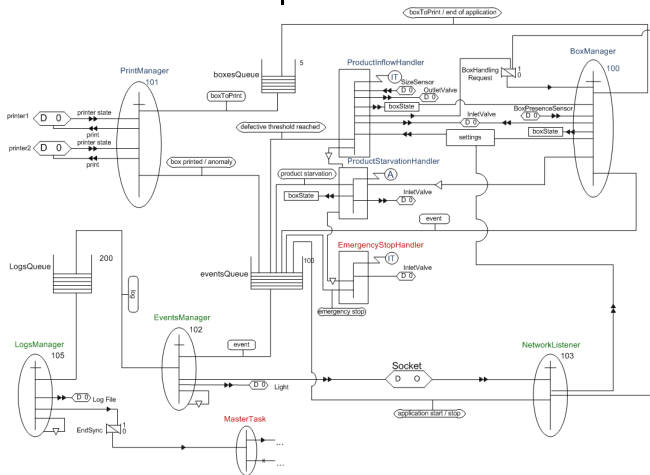 boxToPrint / end of application
ProductInflowHandler
BoxManager
100
boxesQueue
5
IT
BoxHandling
Request
1
0
PrintManager
101
SizeSensor
D 0
OutletValve
D 0
boxToPrint
boxState
BoxPresenceSensor
D 0
printer1
D 0
printer state
print
InletValve
D 0
defective threshold reached
boxState
settings
printer2
D 0
printer state
print
box printed / anomaly
ProductStarvationHandler
product starvation
A
boxState
InletValve
D 0
event
LogsQueue
200
EmergencyStopHandler
eventsQueue
100
IT
InletValve
D 0
log
emergency stop
EventsManager
102
LogsManager
105
event
NetworkListener
103
Socket
D O
D 0
Light
D 0
Log File
application start / stop
EndSync
1
0
MasterTask
...
...